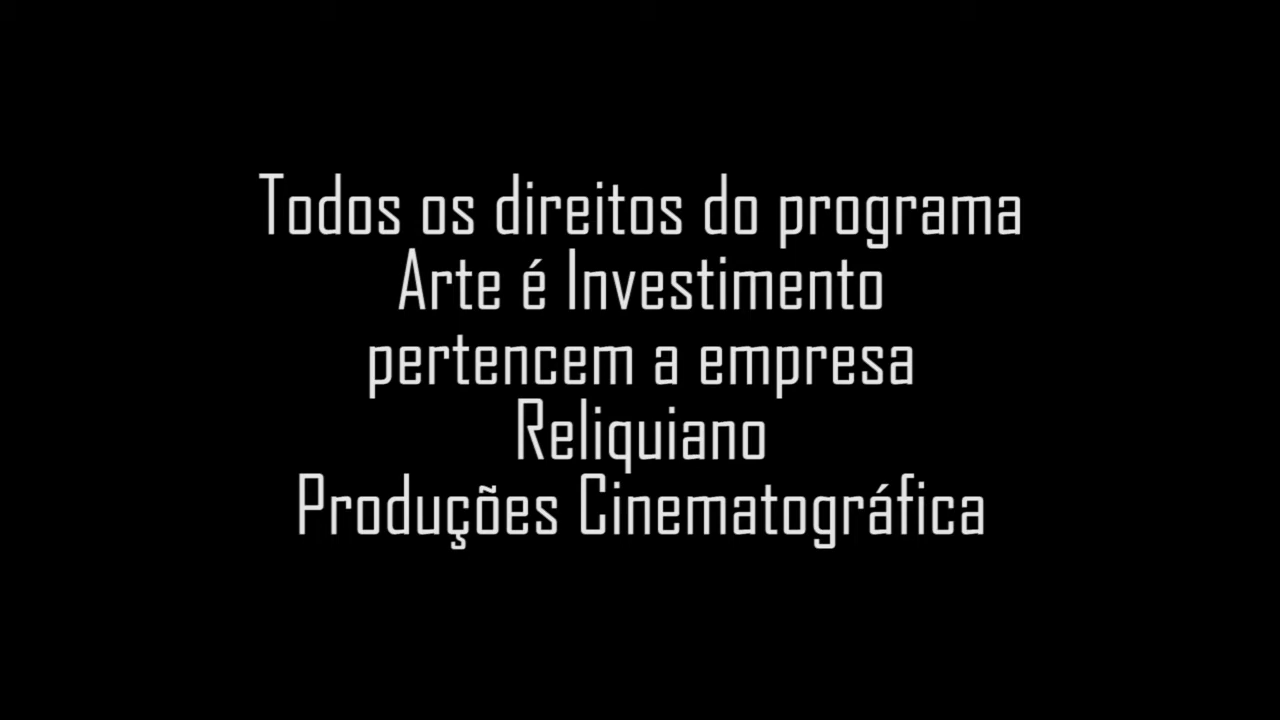 Todos os direitos do programa
Arte é Investimento
pertencem a empresa
Reliquiano
Produções Cinematográfica